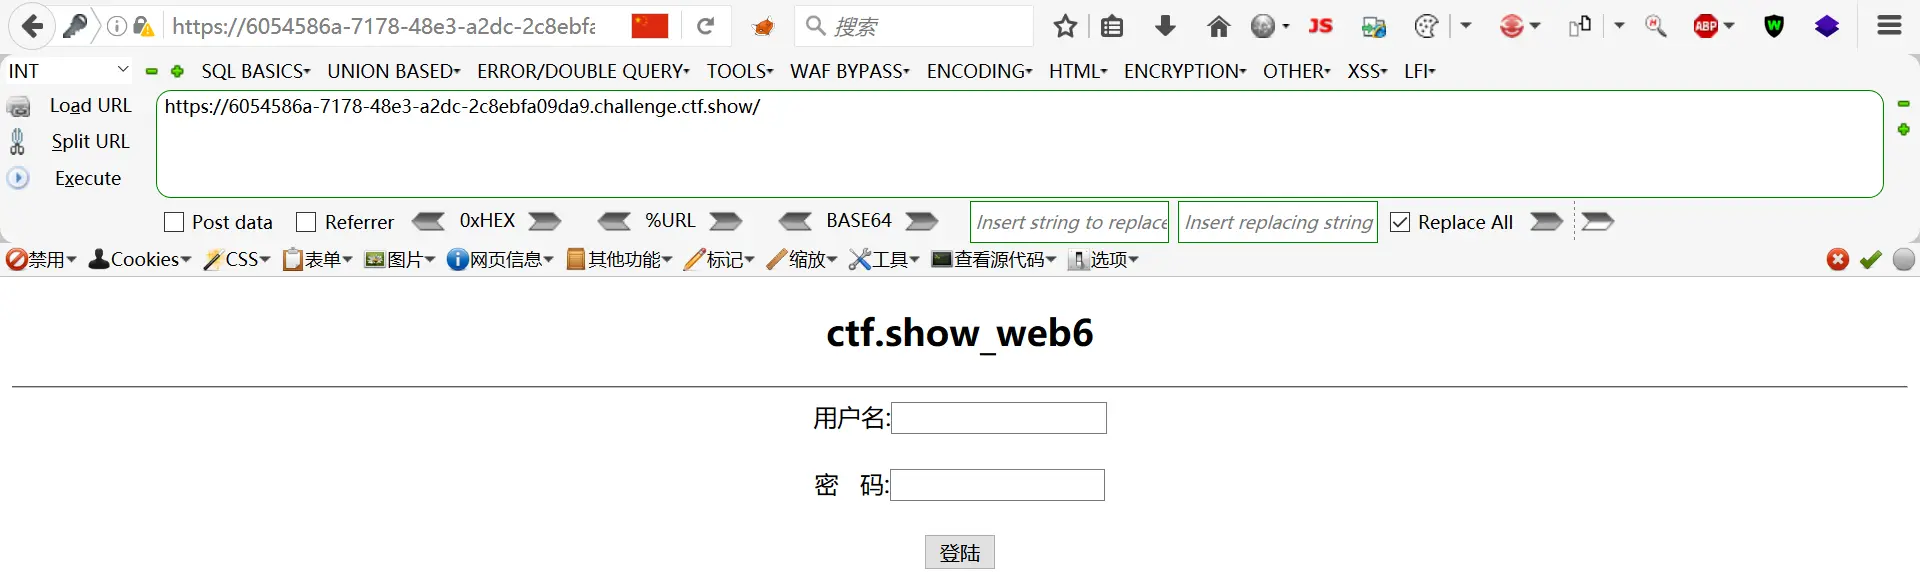 https://6054586a-7178-48e3-a2dc-2c8ebfa 搜索 JS ABP W
INT SQL BASICS UNION BASED ERROR/DOUBLE QUERY TOOLS WAF BYPASS ENCODING HTML ENCRYPTION OTHER XSS LFI
Load URL https://6054586a-7178-48e3-a2dc-2c8ebfa09da9.challenge.ctf.show/
Split URL
Execute
Post data Referrer 0xHEX %URL BASE64 Insert string to replace Insert replacing string Replace All
禁用 Cookies CSS 表单 图片 网页信息 其他功能 标记 缩放 工具 查看源代码 选项
ctf.show_web6
用户名:
密 码:
登陆